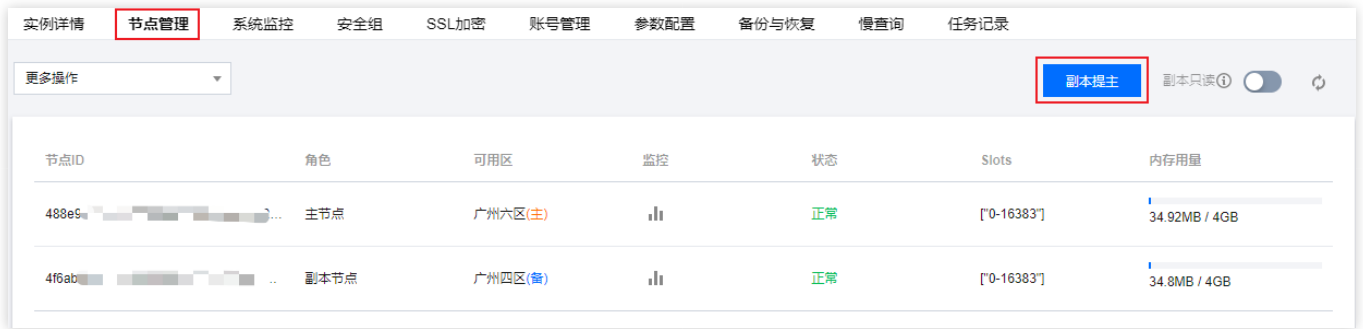 实例详情 节点管理 系统监控 安全组 SSL加密 账号管理 参数配置 备份与恢复 慢查询 任务记录
更多操作 副本提主 副本只读
节点ID 角色 可用区 监控 状态 Slots 内存用量
488e9 主节点 广州六区(主) 正常 ["0-16383"] 34.92MB / 4GB
4f6ab 副本节点 广州四区(备) 正常 ["0-16383"] 34.8MB / 4GB